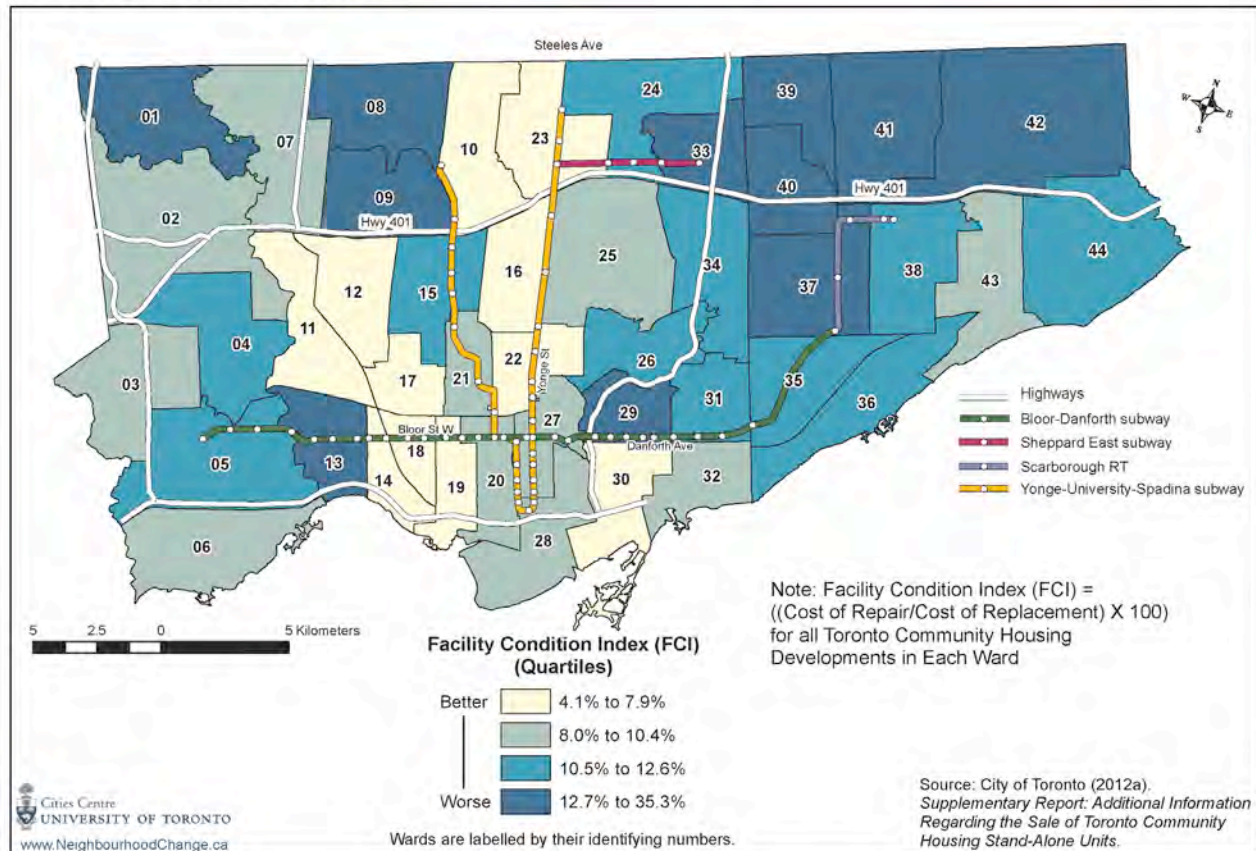 Steeles Ave
N
W
E
S
01
07
08
10
23
24
39
41
42
33
02
09
40
Hwy 401
Hwy 401
25
34
44
12
15
16
37
38
43
11
04
03
17
21
22
Yonge St
26
35
36
27
29
31
Bloor St W
Danforth Ave
05
13
18
14
19
20
30
32
28
06
Highways
Bloor-Danforth subway
Sheppard East subway
Scarborough RT
Yonge-University-Spadina subway
5 2.5 0 5 Kilometers
Note: Facility Condition Index (FCI) =
((Cost of Repair/Cost of Replacement) X 100)
for all Toronto Community Housing
Developments in Each Ward
Facility Condition Index (FCI)
(Quartiles)
Better
4.1% to 7.9%
8.0% to 10.4%
10.5% to 12.6%
Worse
12.7% to 35.3%
Wards are labelled by their identifying numbers.
Cities Centre
UNIVERSITY OF TORONTO
www.NeighbourhoodChange.ca
Source: City of Toronto (2012a).
Supplementary Report: Additional Information
Regarding the Sale of Toronto Community
Housing Stand-Alone Units.